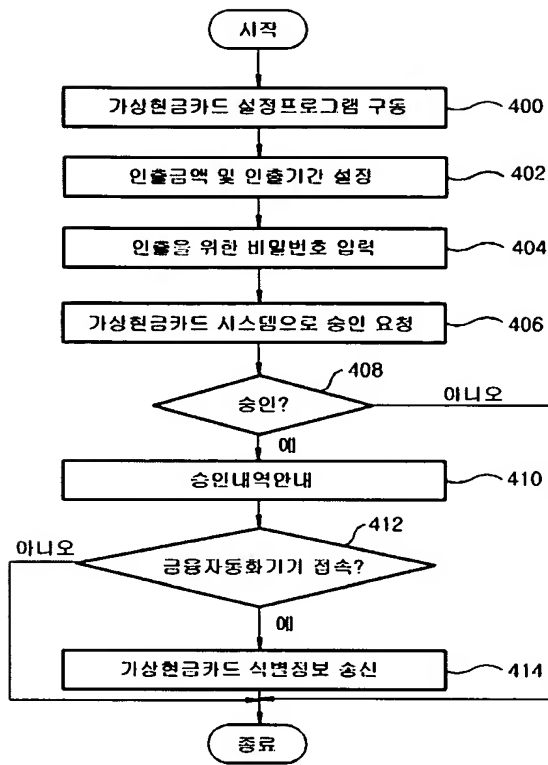 시작
가상현금카드 설정프로그램 구동
400
인출금액 및 인출기간 설정
402
인출을 위한 비밀번호 입력
404
가상현금카드 시스템으로 승인 요청
406
408
승인?
아니오
예
승인내역안내
410
412
아니오
금융자동화기기 접속?
예
가상현금카드 식별정보 송신
414
종료